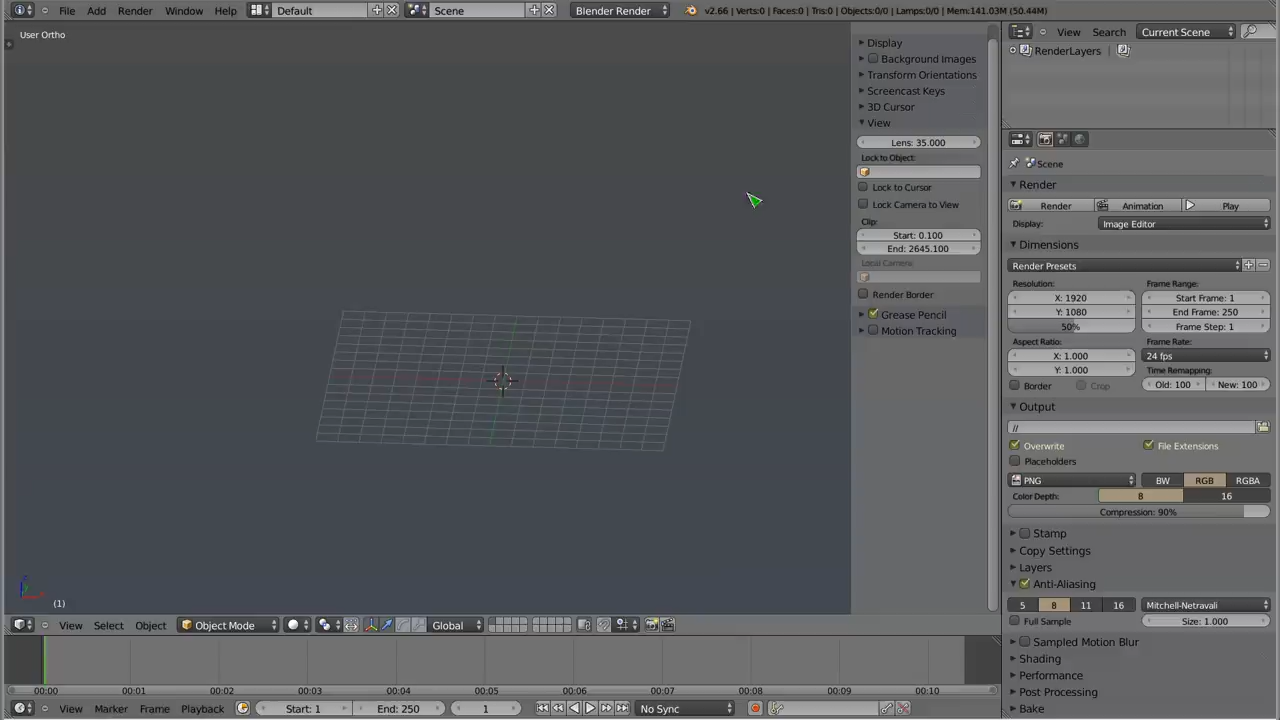 File Add Render Window Help Default Scene Blender Render v2.66 | Verts:0 | Faces:0 | Tris:0 | Objects:0/0 | Lamps:0/0 | Mem:141.03M (50.44M)
User Ortho
Display
Background Images
Transform Orientations
Screencast Keys
3D Cursor
View
Lens: 35.000
Lock to Object:
Lock to Cursor
Lock Camera to View
Clip:
Start: 0.100
End: 2645.100
Local Camera:
Render Border
Grease Pencil
Motion Tracking
View Search Current Scene
RenderLayers |
Scene
Render
Render Animation Play
Display: Image Editor
Dimensions
Render Presets
Resolution: Frame Range:
X: 1920 Start Frame: 1
Y: 1080 End Frame: 250
50% Frame Step: 1
Aspect Ratio: Frame Rate:
X: 1.000 24 fps
Y: 1.000 Time Remapping:
Border Crop Old: 100 New: 100
Output
//
Overwrite File Extensions
Placeholders
PNG BW RGB RGBA
Color Depth: 8 16
Compression: 90%
Stamp
Copy Settings
Layers
Anti-Aliasing
5 8 11 16 Mitchell-Netravali
Full Sample Size: 1.000
Sampled Motion Blur
Shading
Performance
Post Processing
Bake
(1)
View Select Object Object Mode Global
00:00 00:01 00:02 00:03 00:04 00:05 00:06 00:07 00:08 00:09 00:10
View Marker Frame Playback Start: 1 End: 250 1 No Sync